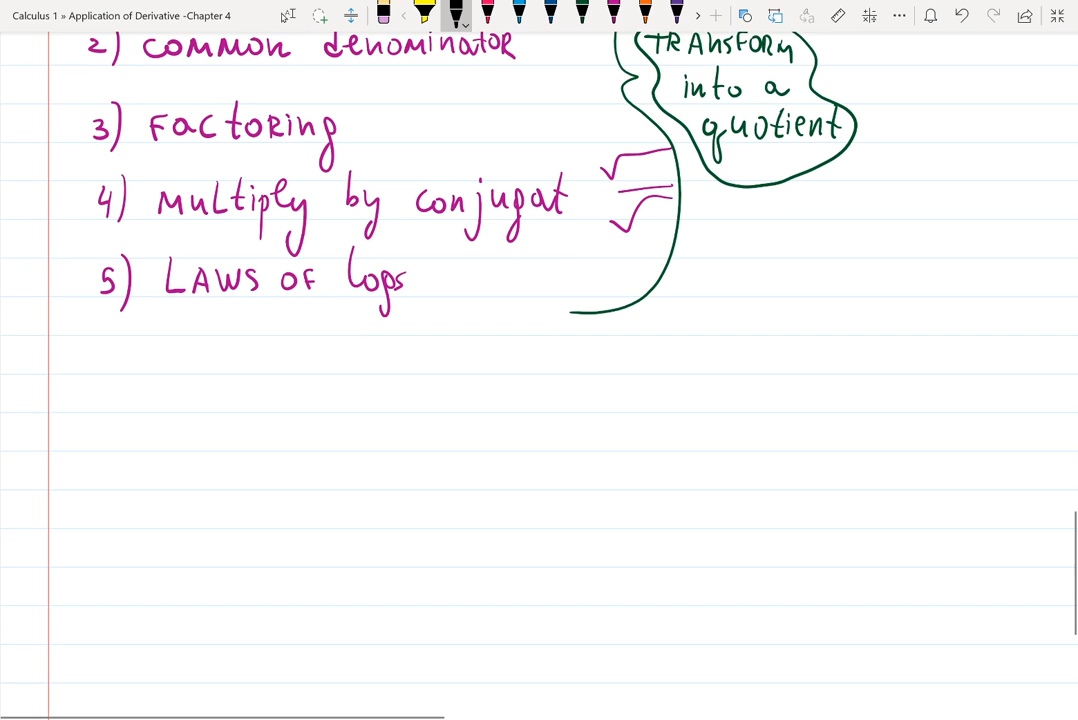 Calculus 1 » Application of Derivative -Chapter 4
2) common denominator
TRANSFORM
into a
quotient
3) Factoring
4) Multiply by conjugat √ √
5) LAWS OF logs